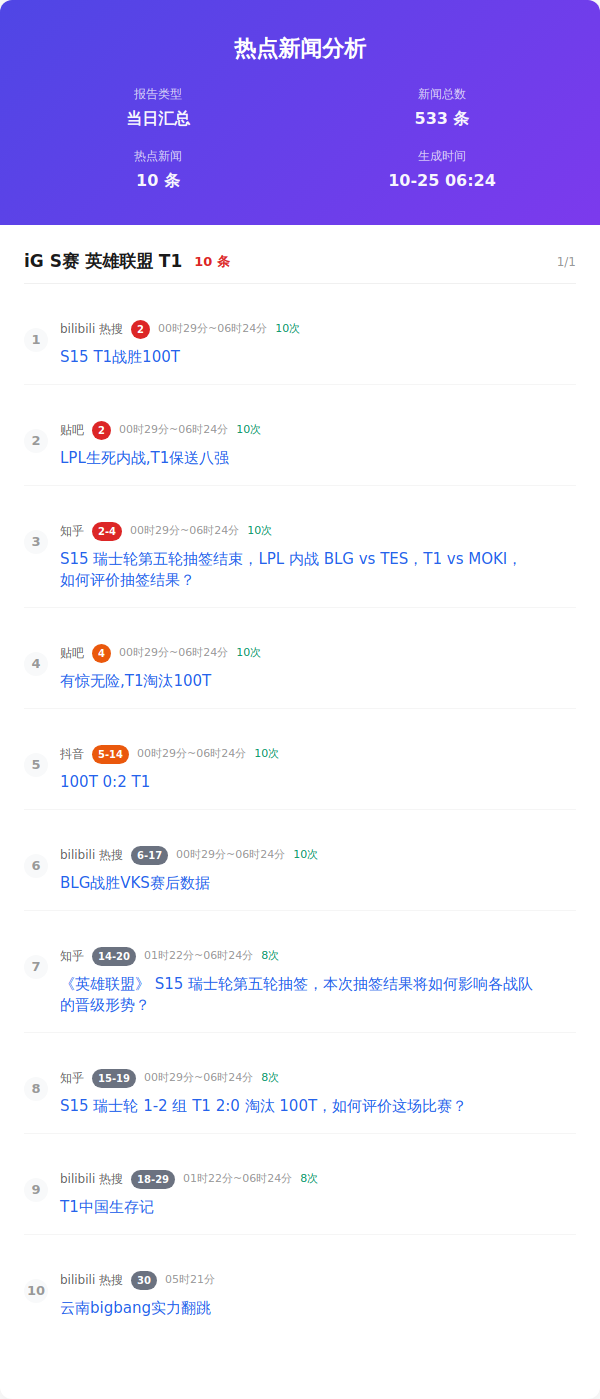 热点新闻分析
报告类型
新闻总数
当日汇总
533 条
热点新闻
生成时间
10 条
10-25 06:24
iG S赛 英雄联盟 T1 10 条 1/1
1
bilibili 热搜 2 00时29分~06时24分 10次
S15 T1战胜100T
2
贴吧 2 00时29分~06时24分 10次
LPL生死内战,T1保送八强
3
知乎 2-4 00时29分~06时24分 10次
S15 瑞士轮第五轮抽签结束，LPL 内战 BLG vs TES，T1 vs MOKI，
如何评价抽签结果？
4
贴吧 4 00时29分~06时24分 10次
有惊无险,T1淘汰100T
5
抖音 5-14 00时29分~06时24分 10次
100T 0:2 T1
6
bilibili 热搜 6-17 00时29分~06时24分 10次
BLG战胜VKS赛后数据
7
知乎 14-20 01时22分~06时24分 8次
《英雄联盟》 S15 瑞士轮第五轮抽签，本次抽签结果将如何影响各战队
的晋级形势？
8
知乎 15-19 00时29分~06时24分 8次
S15 瑞士轮 1-2 组 T1 2:0 淘汰 100T，如何评价这场比赛？
9
bilibili 热搜 18-29 01时22分~06时24分 8次
T1中国生存记
10
bilibili 热搜 30 05时21分
云南bigbang实力翻跳